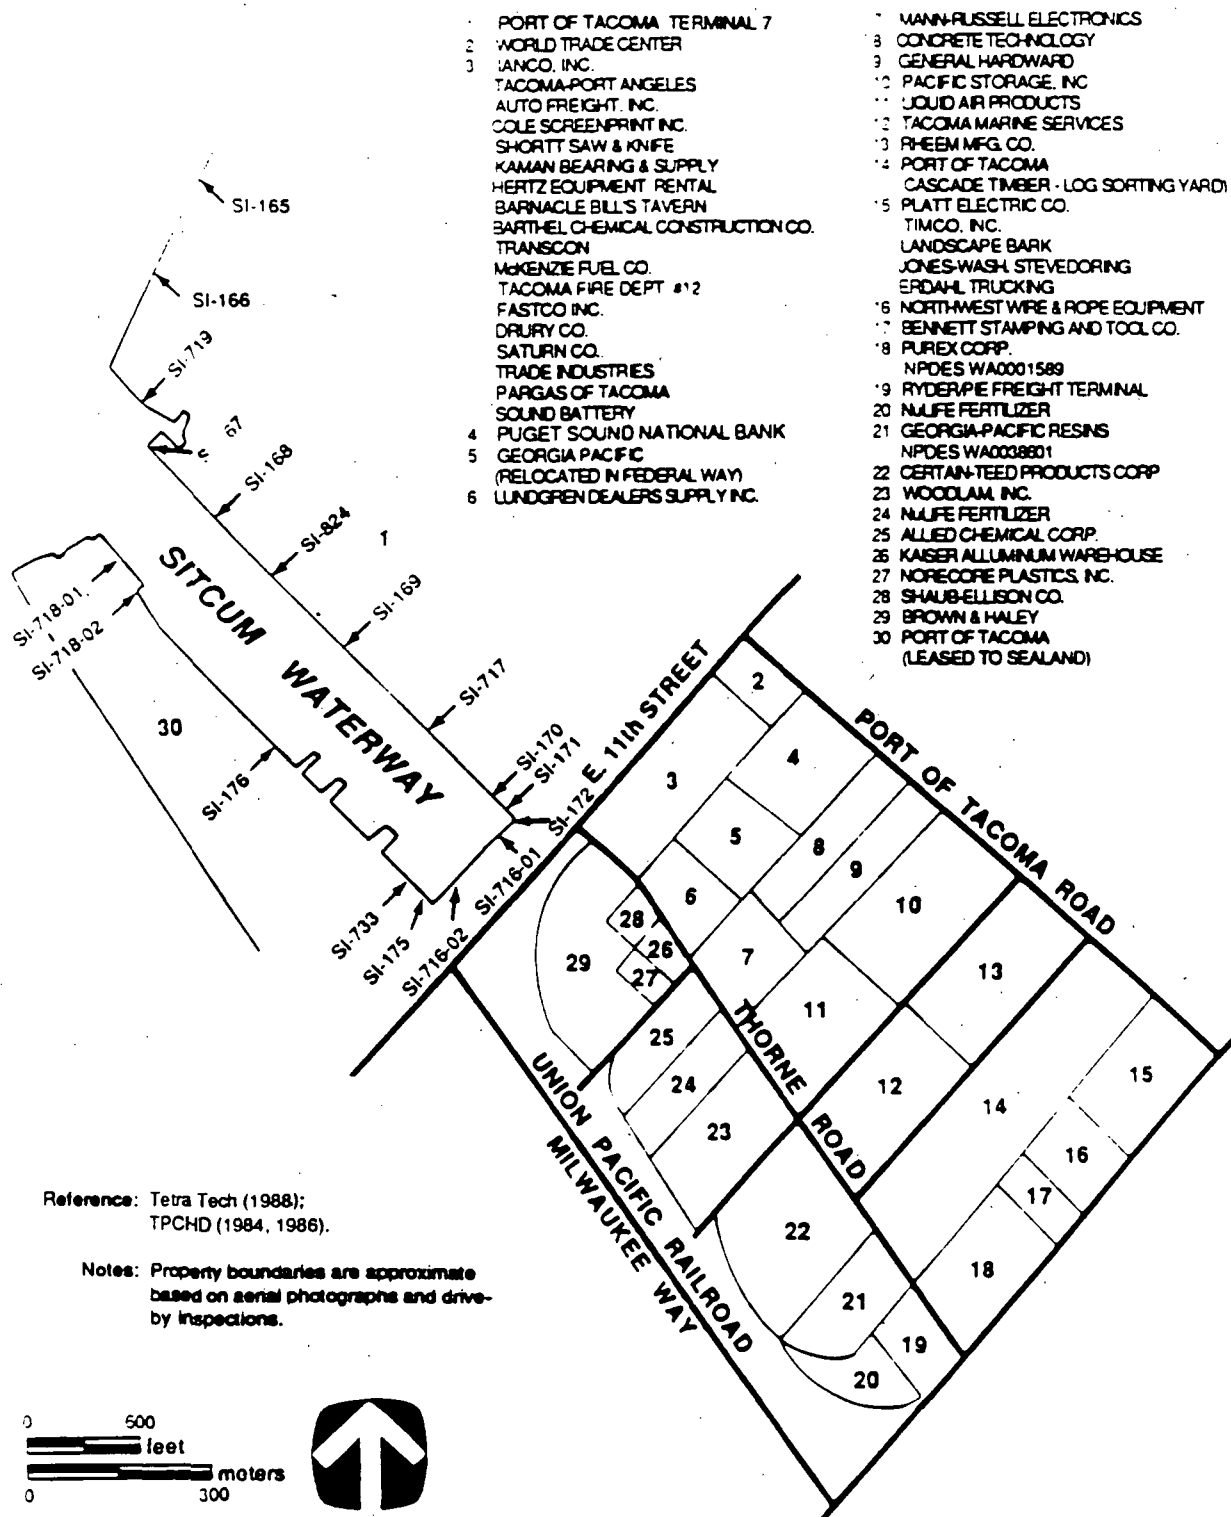 PORT OF TACOMA TERMINAL 7
2 WORLD TRADE CENTER
3 IANCO, INC.
TACOMA-PORT ANGELES
AUTO FREIGHT, INC.
COLE SCREENPRINT INC.
SHORTT SAW & KNIFE
KAMAN BEARING & SUPPLY
HERTZ EQUIPMENT RENTAL
BARNACLE BILL'S TAVERN
BARTHEL CHEMICAL CONSTRUCTION CO.
TRANSCON
McKENZIE FUEL CO.
TACOMA FIRE DEPT #12
FASTCO INC.
DRURY CO.
SATURN CO.
TRADE INDUSTRIES
PARGAS OF TACOMA
SOUND BATTERY
4 PUGET SOUND NATIONAL BANK
5 GEORGIA PACIFIC
(RELOCATED IN FEDERAL WAY)
6 LUNDGREN DEALERS SUPPLY INC.
7 MANN-RUSSELL ELECTRONICS
8 CONCRETE TECHNOLOGY
9 GENERAL HARDWARD
10 PACIFIC STORAGE, INC
11 LIQUID AIR PRODUCTS
12 TACOMA MARINE SERVICES
13 RHEEM MFG. CO.
14 PORT OF TACOMA
CASCADE TIMBER - LOG SORTING YARD)
15 PLATT ELECTRIC CO.
TIMCO, INC.
LANDSCAPE BARK
JONES-WASH. STEVEDORING
ERDAHL TRUCKING
16 NORTHWEST WIRE & ROPE EQUIPMENT
17 BENNETT STAMPING AND TOOL CO.
18 PUREX CORP.
NPDES WA0001589
19 RYDER/PIE FREIGHT TERMINAL
20 NULIFE FERTILIZER
21 GEORGIA-PACIFIC RESINS
NPDES WA0038601
22 CERTAIN-TEED PRODUCTS CORP
23 WOODLAM, INC.
24 NULIFE FERTILIZER
25 ALLIED CHEMICAL CORP.
26 KAISER ALLUMINUM WAREHOUSE
27 NORECORE PLASTICS, INC.
28 SHAUB-ELLISON CO.
29 BROWN & HALEY
30 PORT OF TACOMA
(LEASED TO SEALAND)
SI-165
SI-166
SI-719
67
SI-168
SI-824
1
SI-169
SI-717
SI-170
SI-171
SI-172
SI-718-01
SI-718-02
SITCUM WATERWAY
30
SI-176
SI-733
SI-175
SI-716-02
SI-716-01
E. 11th STREET
PORT OF TACOMA ROAD
THORNE ROAD
UNION PACIFIC RAILROAD
MILWAUKEE WAY
2
3
4
5
6
7
8
9
10
11
12
13
14
15
16
17
18
19
20
21
22
23
24
25
26
27
28
29
Reference: Tetra Tech (1988);
TPCHD (1984, 1986).
Notes: Property boundaries are approximate
based on aerial photographs and drive-
by inspections.
0 600
feet
meters
0 300